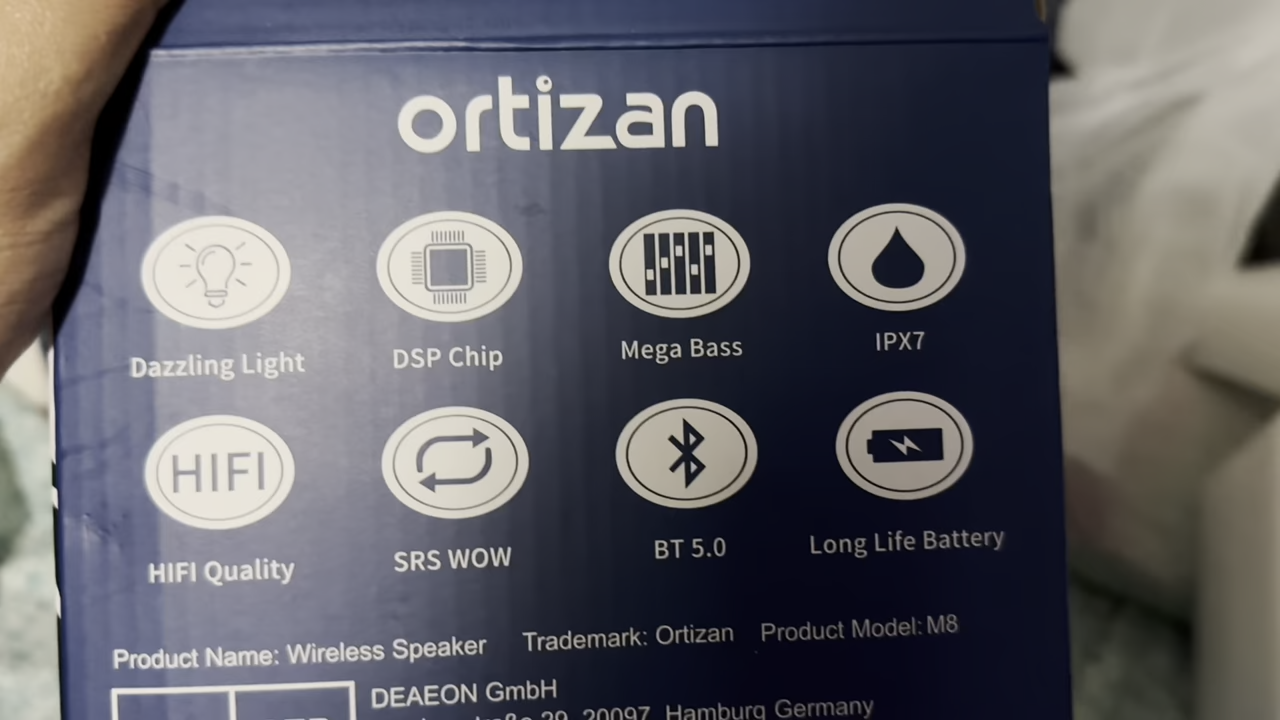 ortizan
Dazzling Light DSP Chip Mega Bass IPX7
HIFI
HIFI Quality SRS WOW BT 5.0 Long Life Battery
Product Name: Wireless Speaker Trademark: Ortizan Product Model: M8
DEAEON GmbH
29, 20097 Hamburg Germany